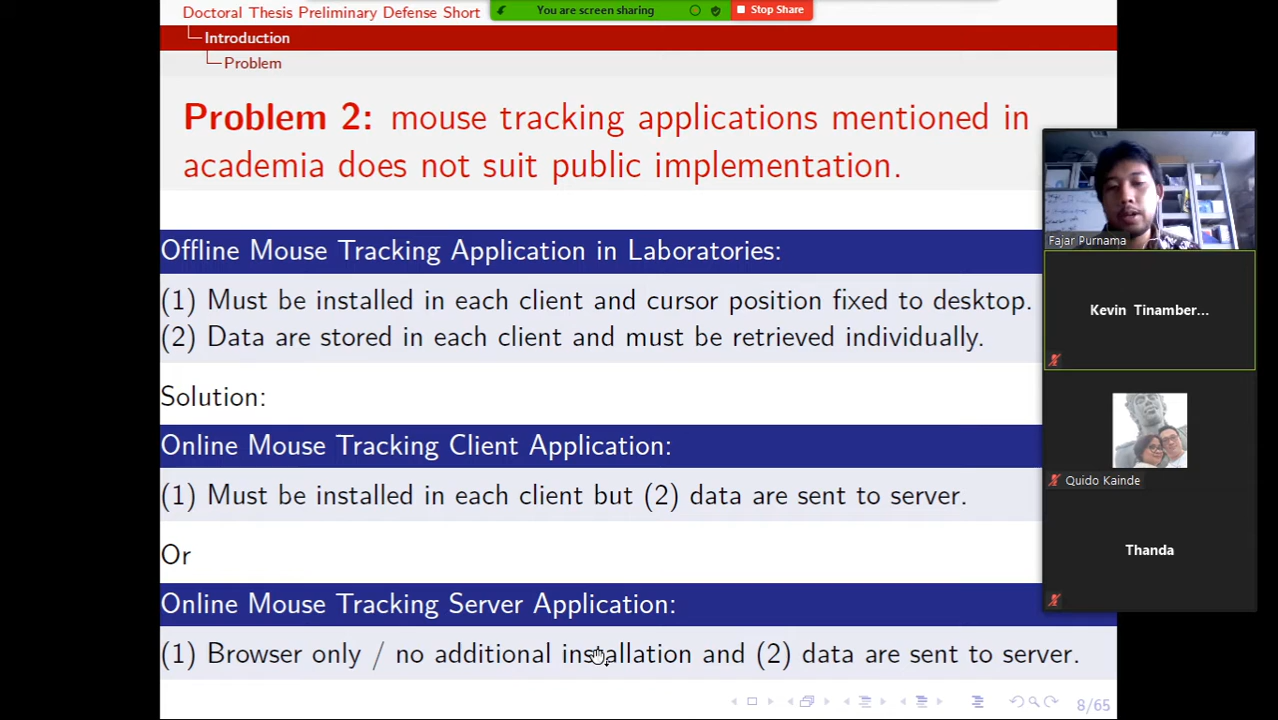 Doctoral Thesis Preliminary Defense Short
You are screen sharing
Stop Share
Introduction
Problem
Problem 2: mouse tracking applications mentioned in
academia does not suit public implementation.
Offline Mouse Tracking Application in Laboratories:
(1) Must be installed in each client and cursor position fixed to desktop.
(2) Data are stored in each client and must be retrieved individually.
Solution:
Online Mouse Tracking Client Application:
(1) Must be installed in each client but (2) data are sent to server.
Or
Online Mouse Tracking Server Application:
(1) Browser only / no additional installation and (2) data are sent to server.
8/65
Fajar Purnama
Kevin Tinamber...
Quido Kainde
Thanda